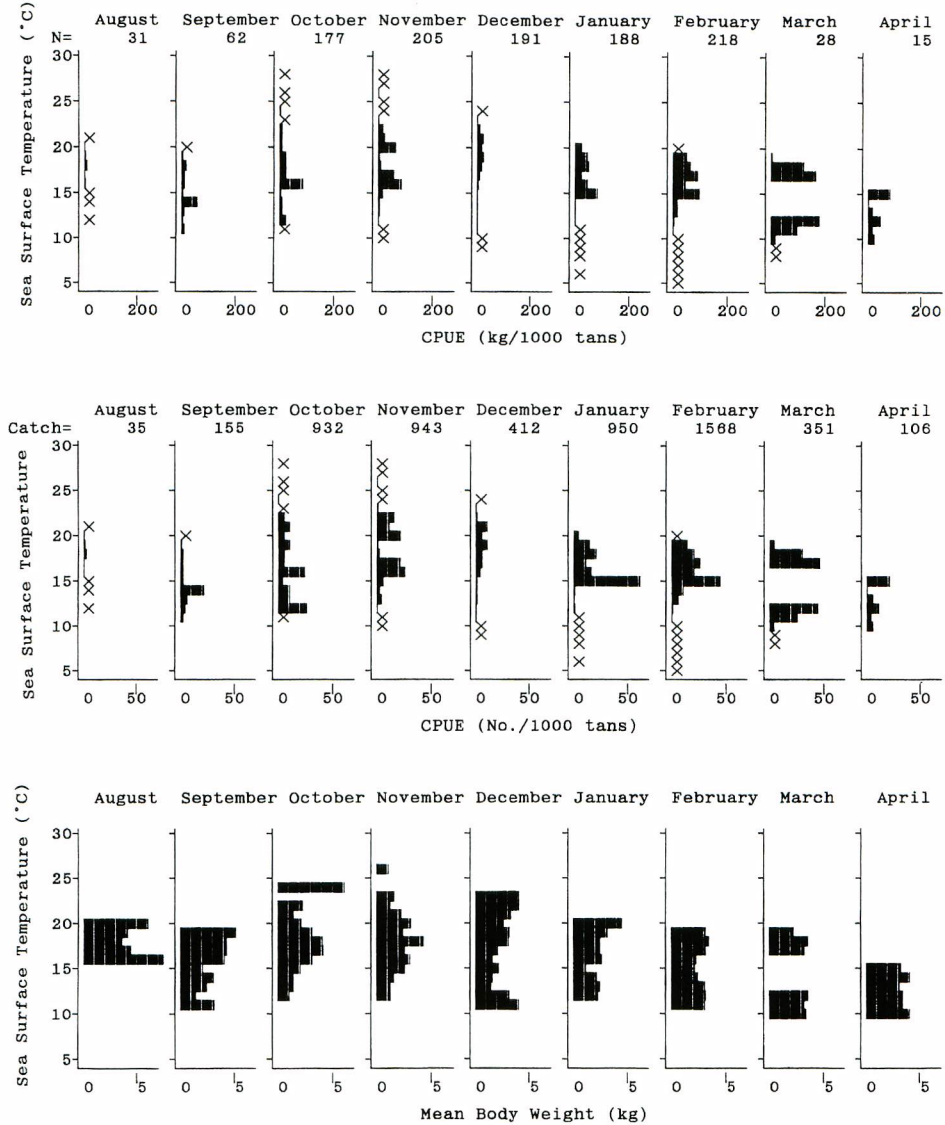 August September October November December January February March April
N= 31 62 177 205 191 188 218 28 15
Sea Surface Temperature (°C)
30
25
20
15
10
5
0 200 0 200 0 200 0 200 0 200 0 200 0 200 0 200 0 200
CPUE (kg/1000 tans)
August September October November December January February March April
Catch= 35 155 932 943 412 950 1568 351 106
Sea Surface Temperature
30
25
20
15
10
5
0 50 0 50 0 50 0 50 0 50 0 50 0 50 0 50 0 50
CPUE (No./1000 tans)
August September October November December January February March April
Sea Surface Temperature (°C)
30
25
20
15
10
5
0 5 0 5 0 5 0 5 0 5 0 5 0 5 0 5 0 5
Mean Body Weight (kg)